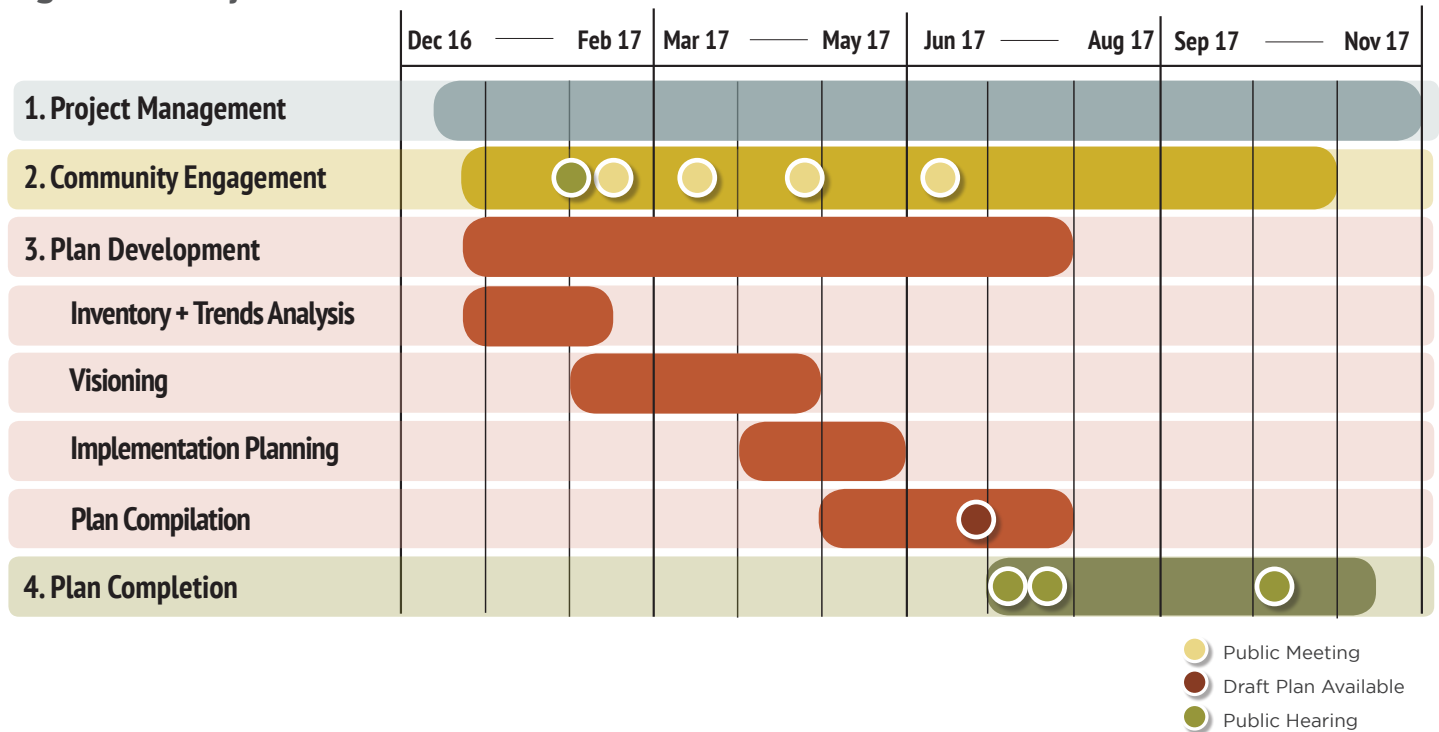 Dec 16 Feb 17 Mar 17 May 17 Jun 17 Aug 17 Sep 17 Nov 17
1. Project Management
2. Community Engagement
3. Plan Development
Inventory + Trends Analysis
Visioning
Implementation Planning
Plan Compilation
4. Plan Completion
Public Meeting
Draft Plan Available
Public Hearing